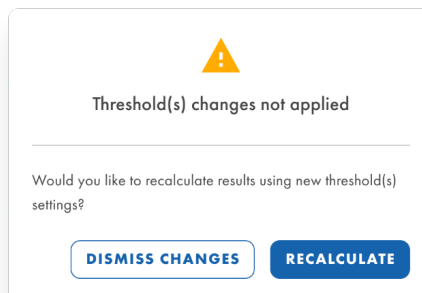 Threshold(s) changes not applied
Would you like to recalculate results using new threshold(s)
settings?
DISMISS CHANGES RECALCULATE